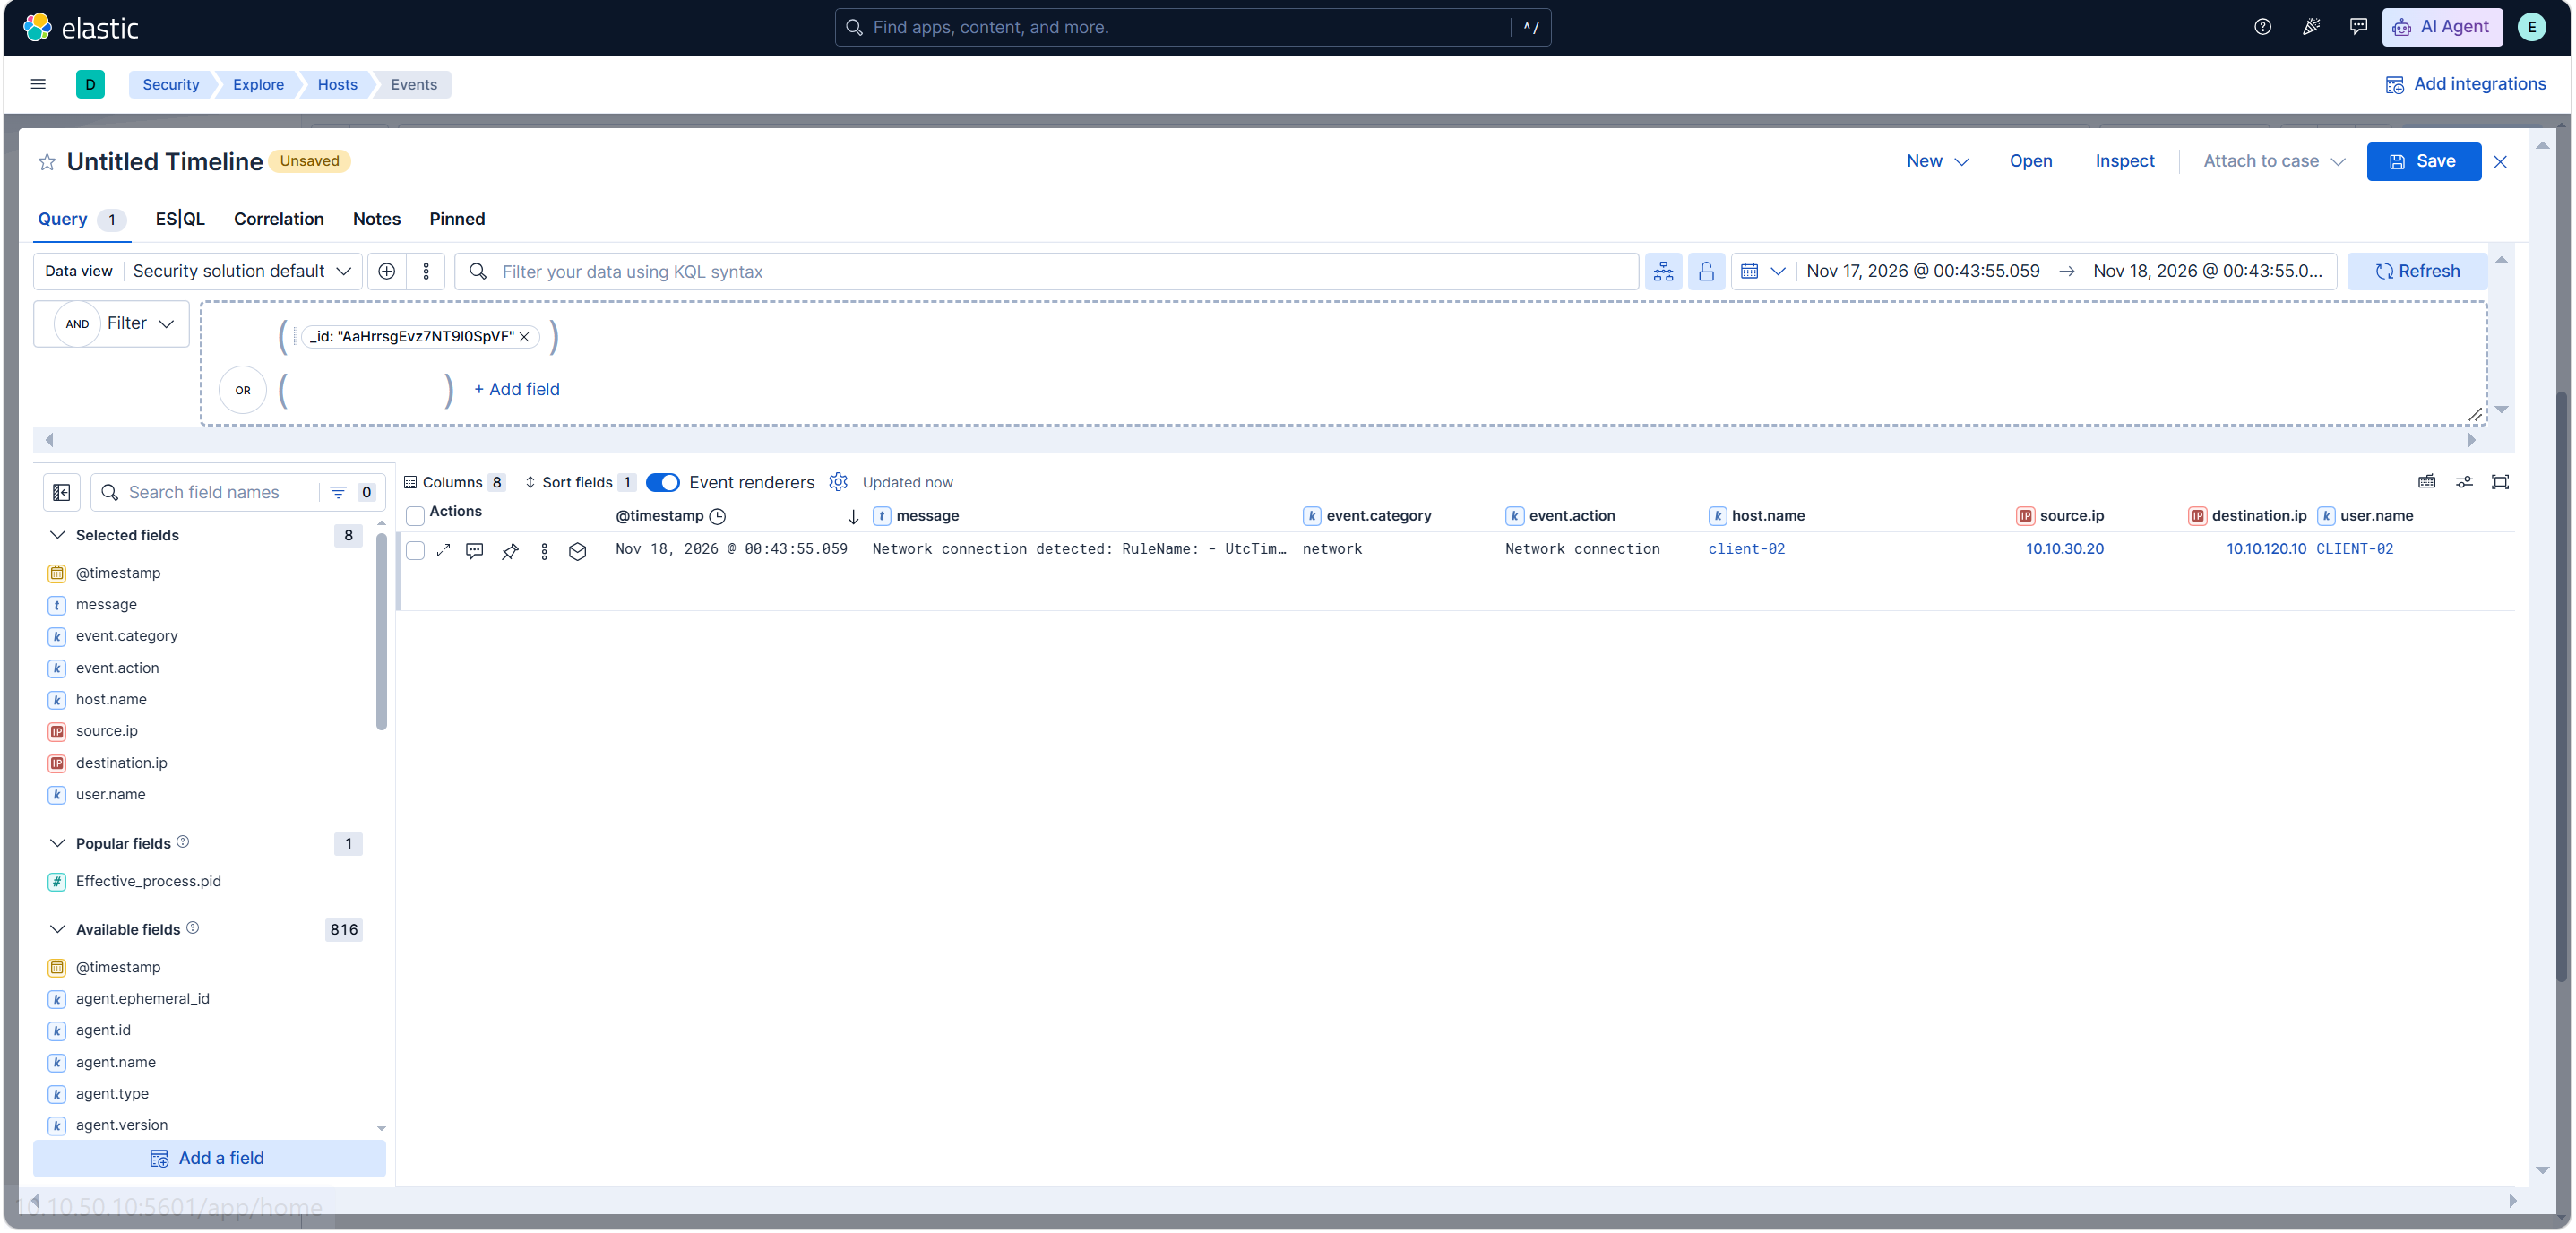 elastic
Find apps, content, and more.
^ /
AI Agent
E
D
Security
Explore
Hosts
Events
Add integrations
Untitled Timeline
Unsaved
New
Open
Inspect
Attach to case
Save
Query 1
ES|QL
Correlation
Notes
Pinned
Data view
Security solution default
Filter your data using KQL syntax
Nov 17, 2026 @ 00:43:55.059 → Nov 18, 2026 @ 00:43:55.0...
Refresh
AND Filter
( _id: "AaHrrsgEvz7NT9I0SpVF" )
OR ( ) + Add field
Search field names
0
Columns 8
Sort fields 1
Event renderers
Updated now
Actions
@timestamp
t message
k event.category
k event.action
k host.name
IP source.ip
IP destination.ip
k user.name
Nov 18, 2026 @ 00:43:55.059
Network connection detected: RuleName: - UtcTim…
network
Network connection
client-02
10.10.30.20
10.10.120.10
CLIENT-02
Selected fields 8
@timestamp
t message
k event.category
k event.action
k host.name
IP source.ip
IP destination.ip
k user.name
Popular fields 1
# Effective_process.pid
Available fields 816
@timestamp
k agent.ephemeral_id
k agent.id
k agent.name
k agent.type
k agent.version
Add a field
10.10.50.10:5601/app/home